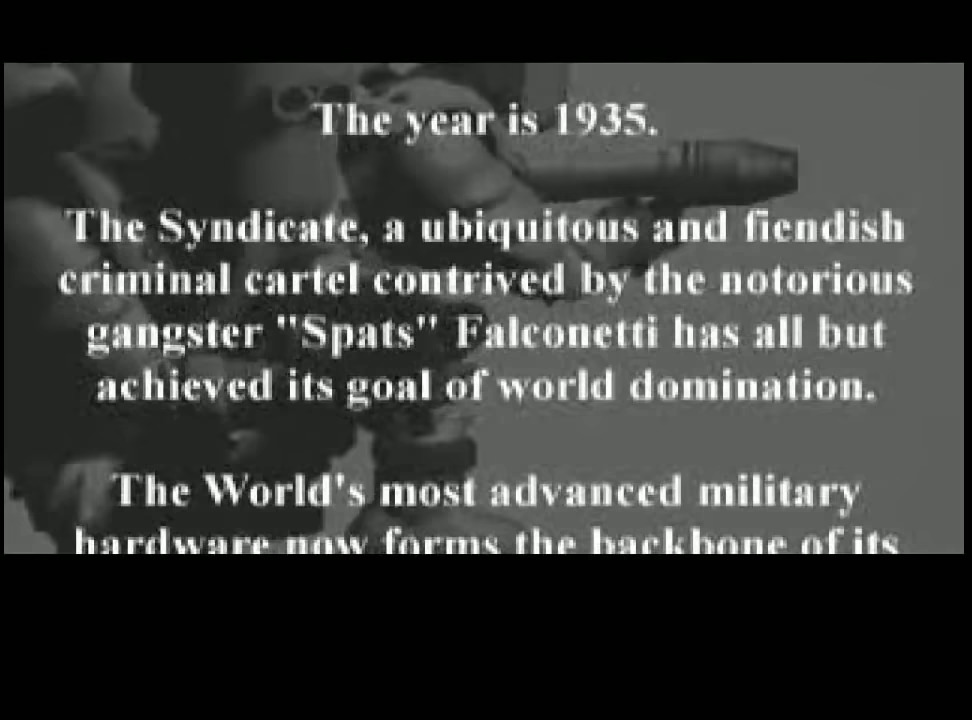 The year is 1935.
The Syndicate, a ubiquitous and fiendish
criminal cartel contrived by the notorious
gangster "Spats" Falconetti has all but
achieved its goal of world domination.
The World's most advanced military
hardware now forms the backbone of its